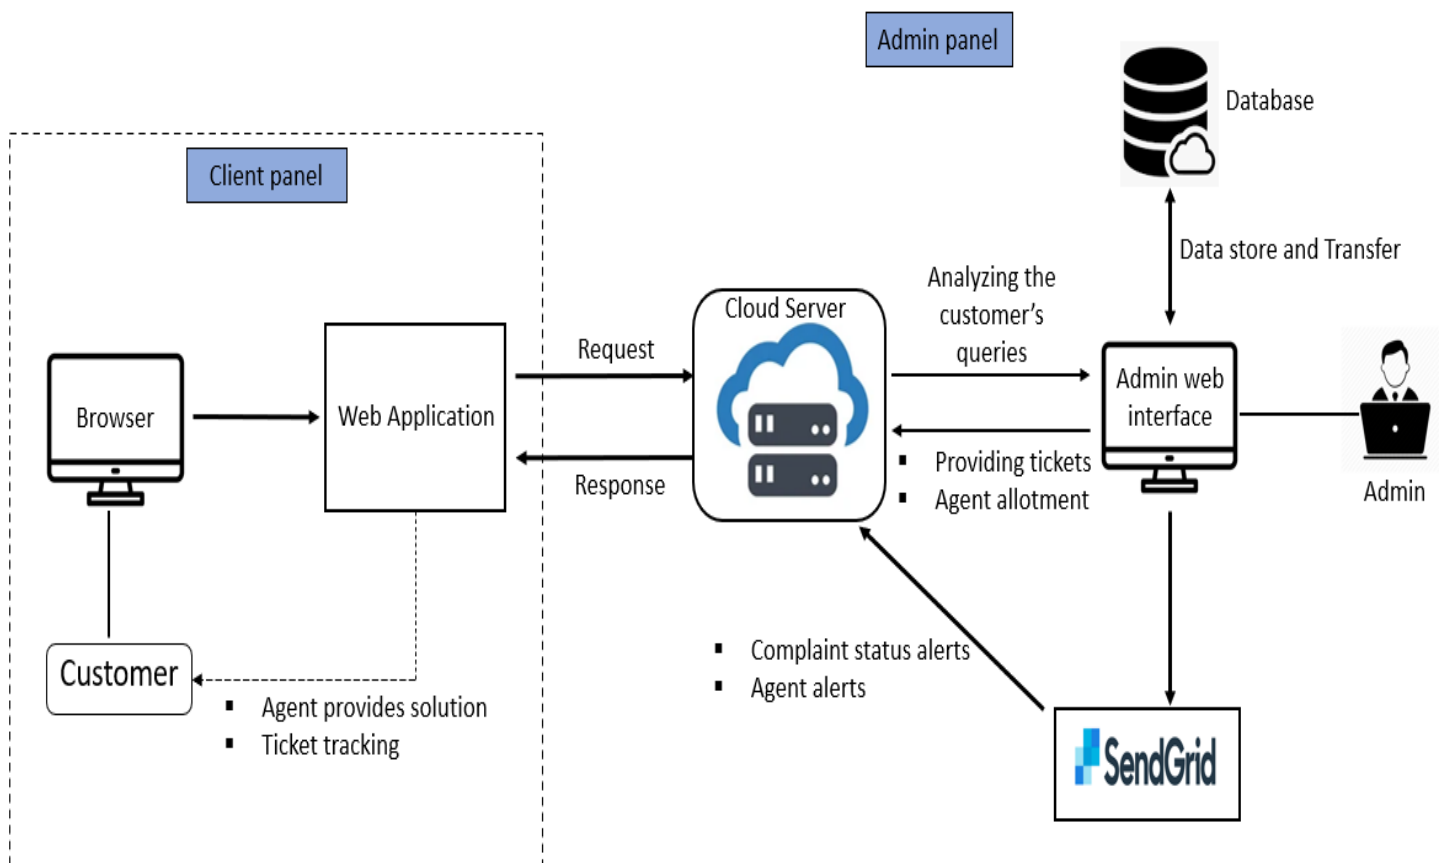 Admin panel
Database
Client panel
Data store and Transfer
Analyzing the
customer’s
queries
Cloud Server
Request
Browser
Web Application
Admin web
interface
Response
▪ Providing tickets
▪ Agent allotment
Admin
Customer
▪ Agent provides solution
▪ Ticket tracking
▪ Complaint status alerts
▪ Agent alerts
SendGrid